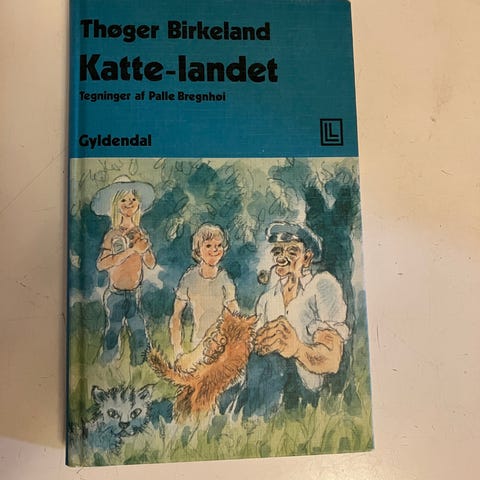 Thøger Birkeland
Katte-landet
Tegninger af Palle Bregnhøi
Gyldendal
L